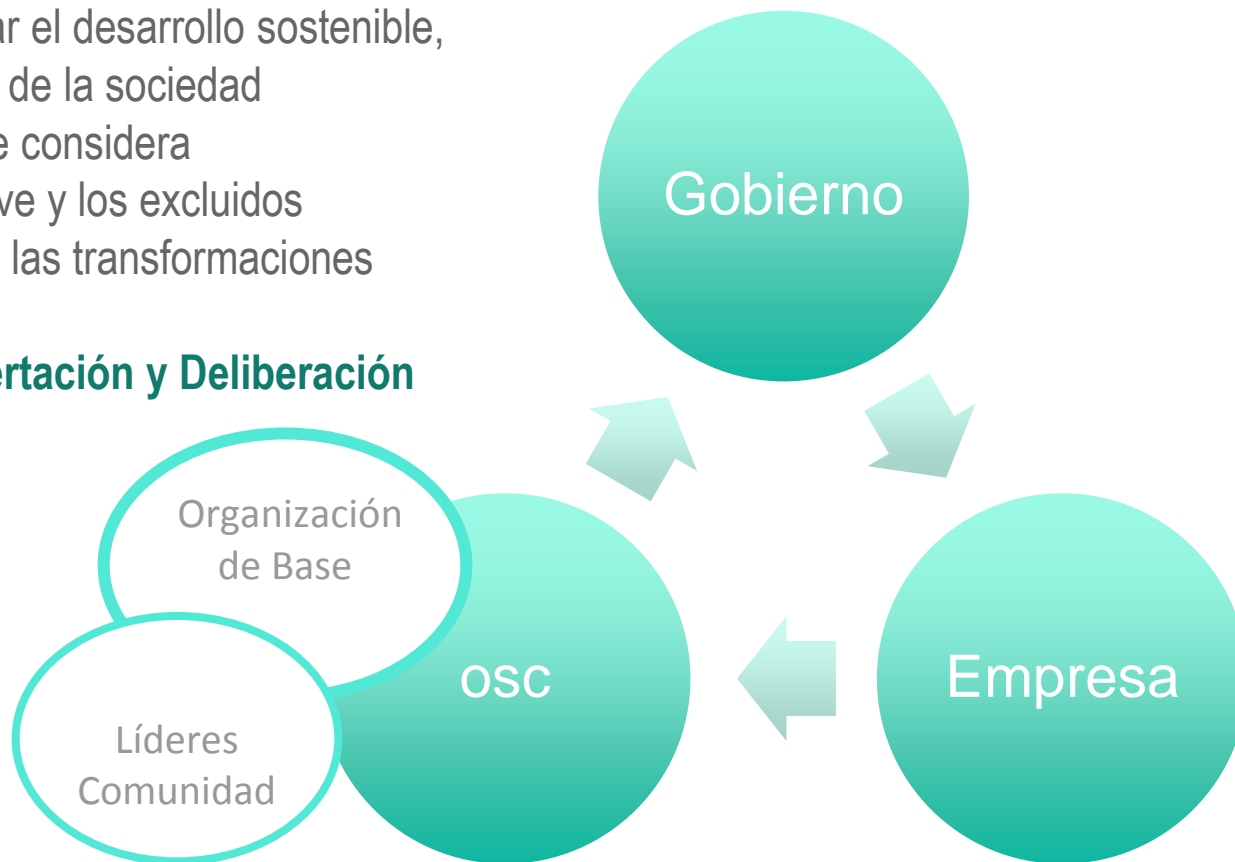 ar el desarrollo sostenible,
de la sociedad
e considera
ve y los excluidos
las transformaciones
ertación y Deliberación
Gobierno
Organización
de Base
osc
Empresa
Líderes
Comunidad